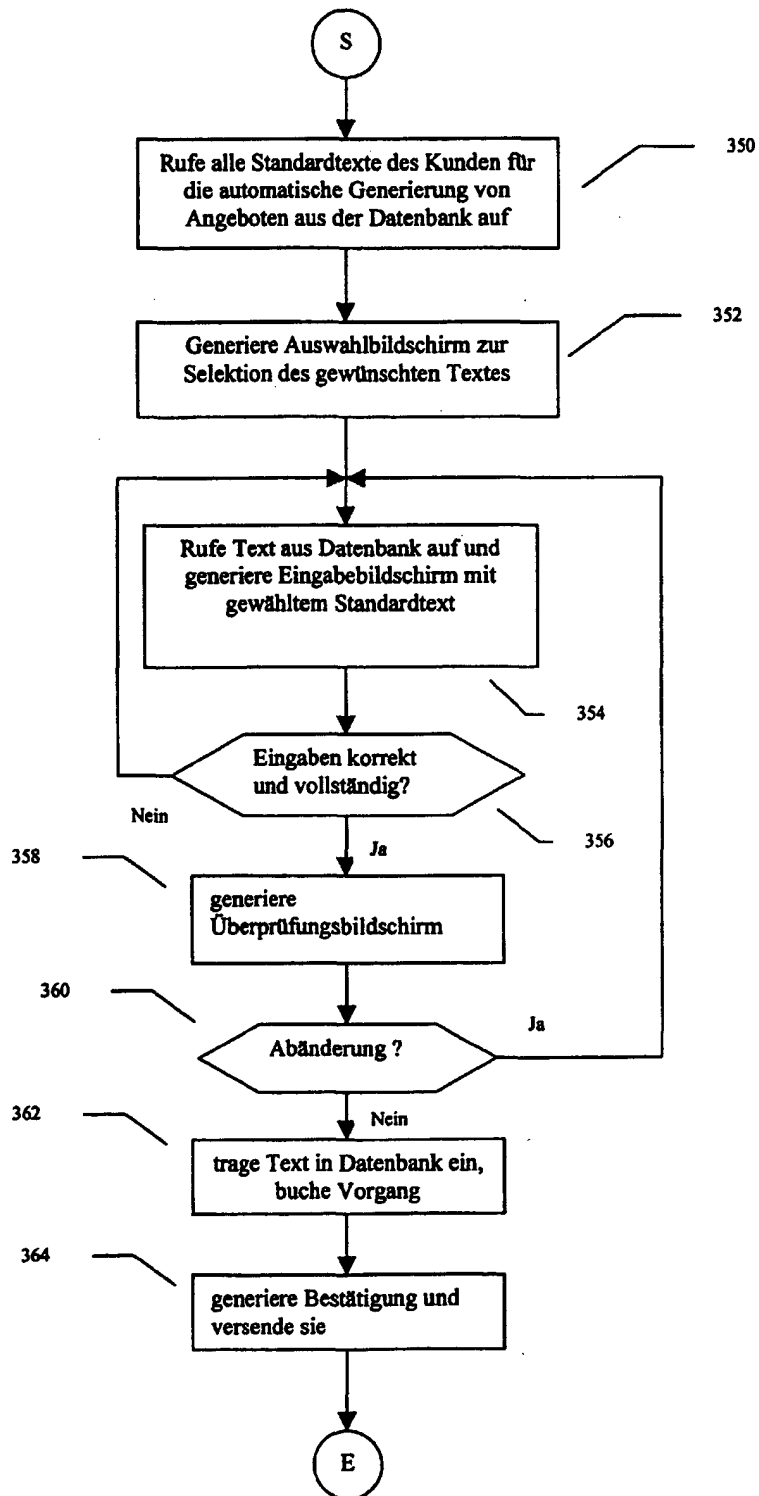 S
Rufe alle Standardtexte des Kunden für
die automatische Generierung von
Angeboten aus der Datenbank auf
350
Generiere Auswahlbildschirm zur
Selektion des gewünschten Textes
352
Rufe Text aus Datenbank auf und
generiere Eingabebildschirm mit
gewähltem Standardtext
354
Eingaben korrekt
und vollständig?
356
Nein
Ja
358
generiere
Überprüfungsbildschirm
360
Abänderung ?
Ja
Nein
362
trage Text in Datenbank ein,
buche Vorgang
364
generiere Bestätigung und
versende sie
E